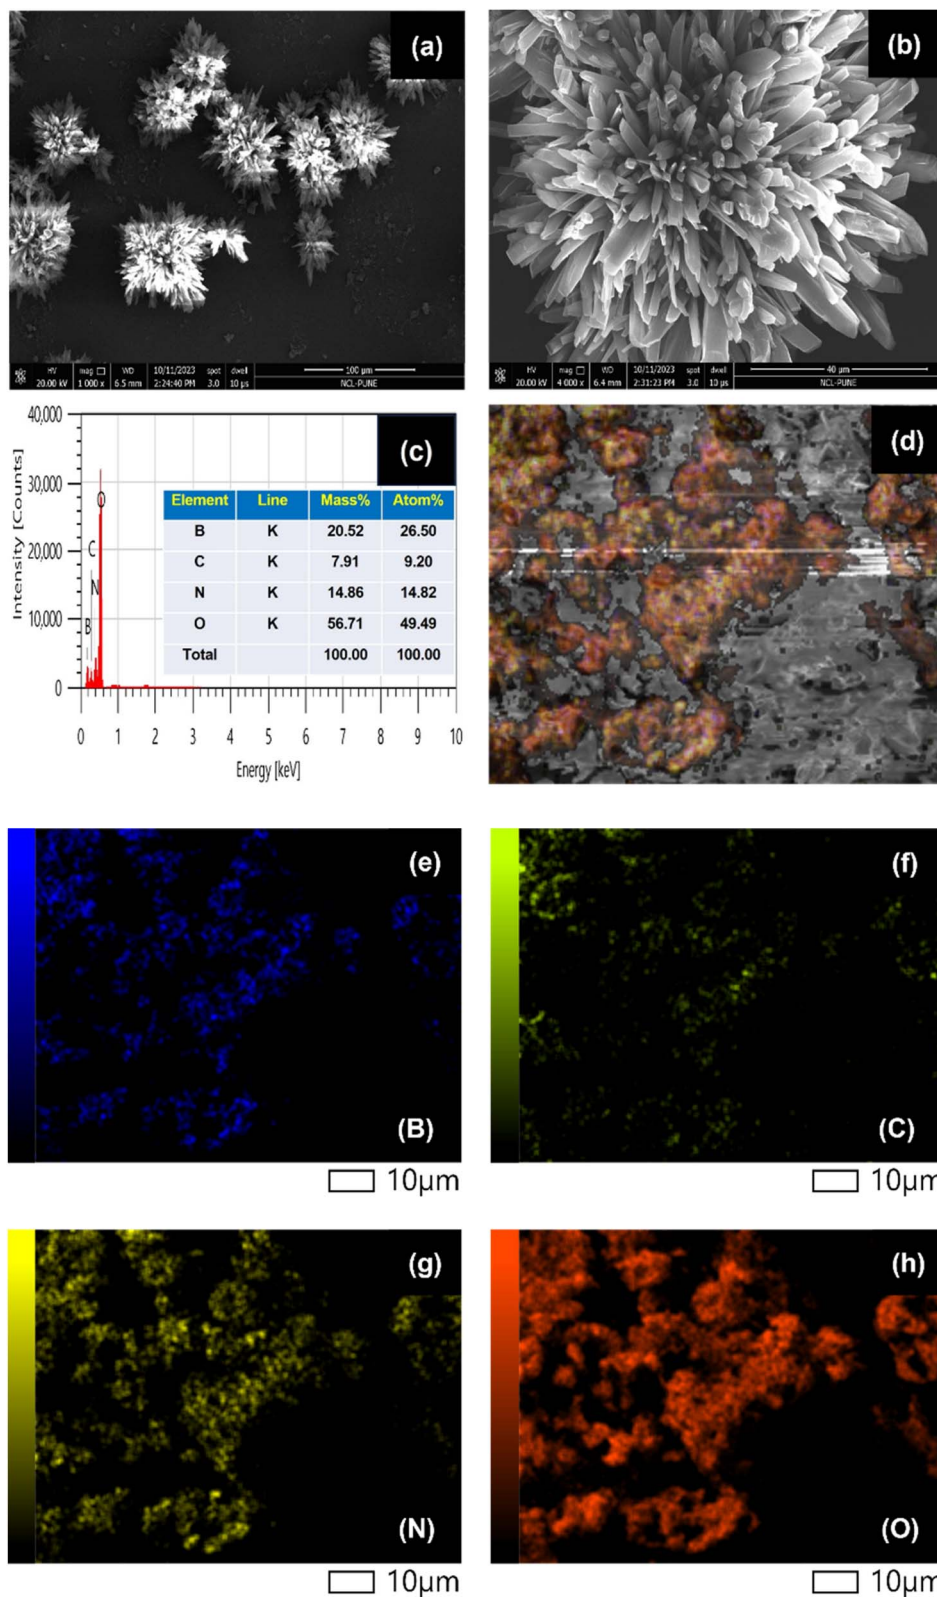 (a)
HV mag WD 10/11/2023 spot dwell 100 µm
20.00 kV 1 000 x 6.5 mm 2:24:40 PM 3.0 10 µs NCL-PUNE
(b)
HV mag WD 10/11/2023 spot dwell 40 µm
20.00 kV 4 000 x 6.4 mm 2:31:23 PM 3.0 10 µs NCL-PUNE
(c)
Intensity [Counts]
40,000
30,000
20,000
10,000
0
B
C
N
O
Element Line Mass% Atom%
B K 20.52 26.50
C K 7.91 9.20
N K 14.86 14.82
O K 56.71 49.49
Total 100.00 100.00
0 1 2 3 4 5 6 7 8 9 10
Energy [keV]
(d)
(e)
(B)
10µm
(f)
(C)
10µm
(g)
(N)
10µm
(h)
(O)
10µm